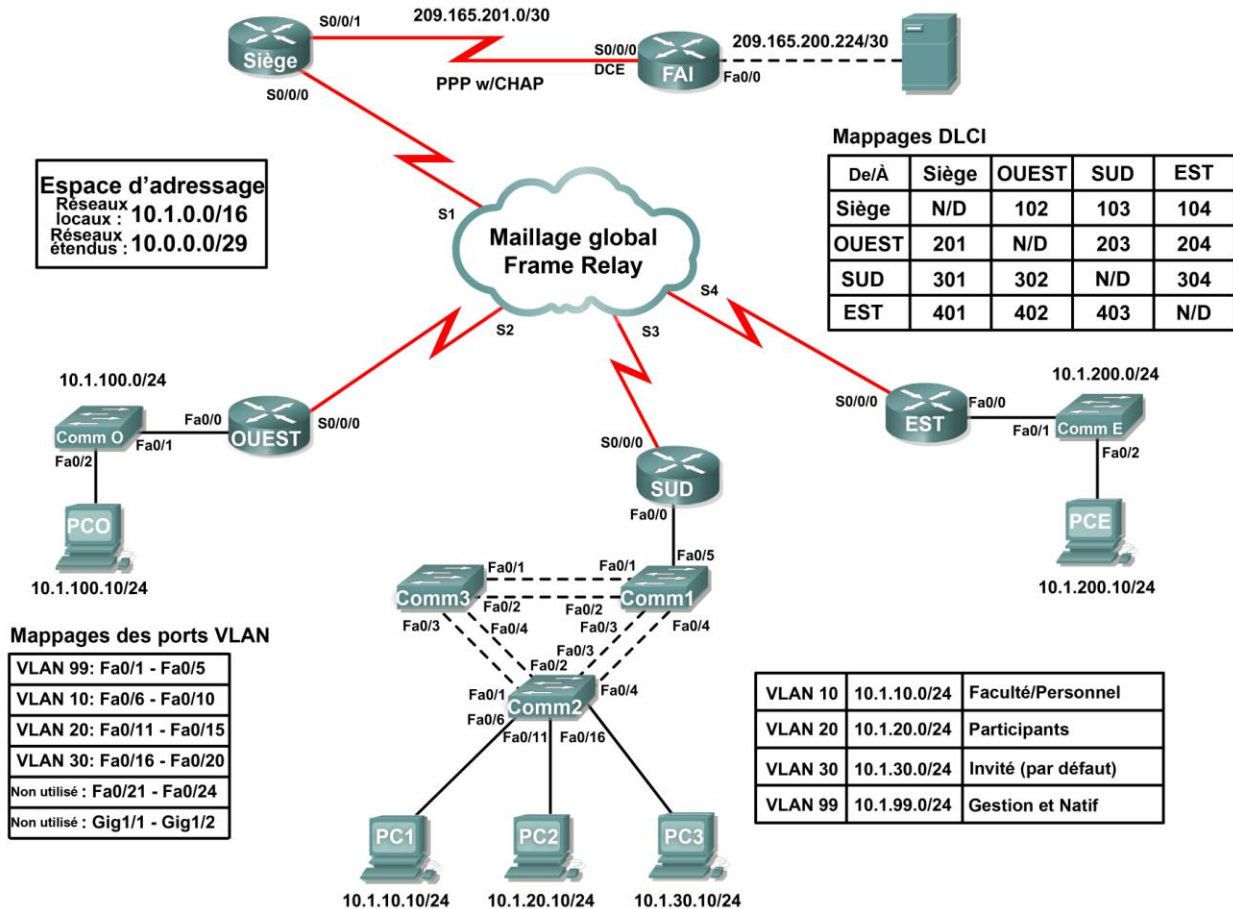 S0/0/1
209.165.201.0/30
Siège
S0/0/0
DCE
FAI
Fa0/0
209.165.200.224/30
PPP w/CHAP
S0/0/0
Espace d'adressage
Réseaux locaux : 10.1.0.0/16
Réseaux étendus : 10.0.0.0/29
S1
Maillage global
Frame Relay
S2
S3
S4
Mappages DLCI
De/À Siège OUEST SUD EST
Siège N/D 102 103 104
OUEST 201 N/D 203 204
SUD 301 302 N/D 304
EST 401 402 403 N/D
10.1.100.0/24
Comm O
Fa0/1
Fa0/0
OUEST
S0/0/0
Fa0/2
PCO
10.1.100.10/24
10.1.200.0/24
S0/0/0
EST
Fa0/0
Fa0/1
Comm E
Fa0/2
PCE
10.1.200.10/24
S0/0/0
SUD
Fa0/0
Fa0/5
Fa0/1
Fa0/1
Comm3
Comm1
Fa0/2
Fa0/2
Fa0/3
Fa0/4
Fa0/3
Fa0/4
Fa0/3
Fa0/2
Fa0/1
Fa0/4
Comm2
Fa0/6
Fa0/11
Fa0/16
PC1
PC2
PC3
10.1.10.10/24
10.1.20.10/24
10.1.30.10/24
Mappages des ports VLAN
VLAN 99: Fa0/1 - Fa0/5
VLAN 10: Fa0/6 - Fa0/10
VLAN 20: Fa0/11 - Fa0/15
VLAN 30: Fa0/16 - Fa0/20
Non utilisé : Fa0/21 - Fa0/24
Non utilisé : Gig1/1 - Gig1/2
VLAN 10 10.1.10.0/24 Faculté/Personnel
VLAN 20 10.1.20.0/24 Participants
VLAN 30 10.1.30.0/24 Invité (par défaut)
VLAN 99 10.1.99.0/24 Gestion et Natif